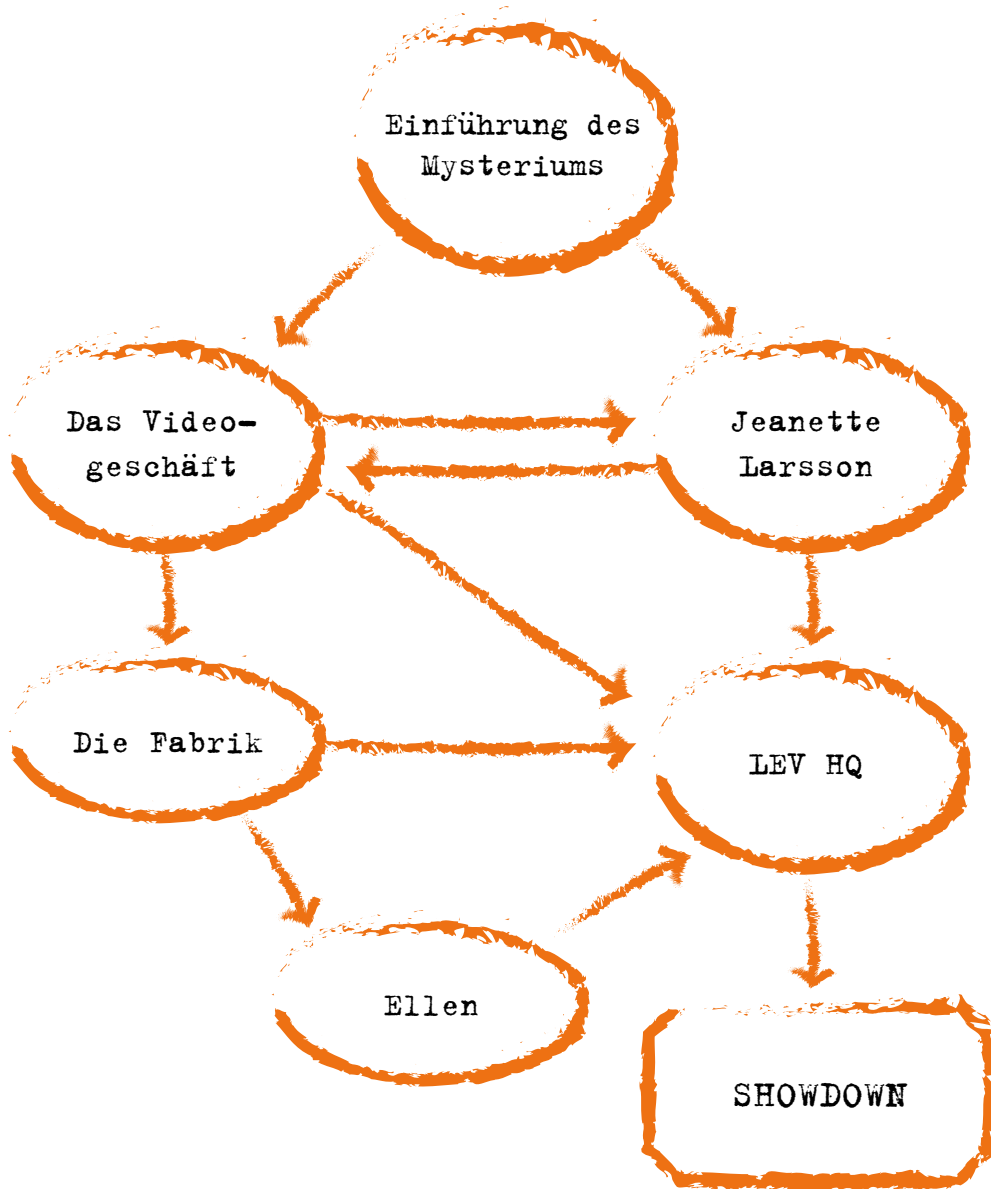 Einführung des
Mysteriums
Das Video-
geschäft
Jeanette
Larsson
Die Fabrik
LEV HQ
Ellen
SHOWDOWN